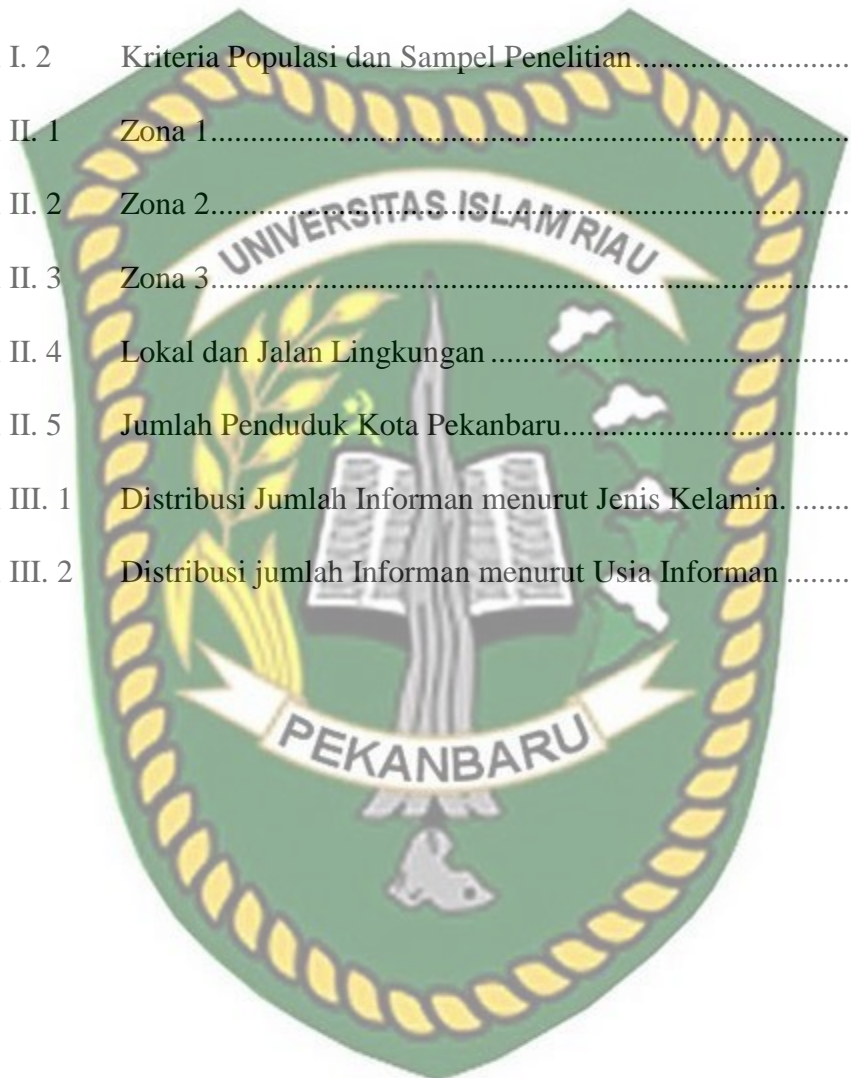 I. 2 Kriteria Populasi dan Sampel Penelitian...........................
II. 1 Zona 1................................................................................
II. 2 Zona 2................................................................................
UNIVERSITAS ISLAM RIAU
II. 3 Zona 3................................................................................
II. 4 Lokal dan Jalan Lingkungan .............................................
II. 5 Jumlah Penduduk Kota Pekanbaru....................................
III. 1 Distribusi Jumlah Informan menurut Jenis Kelamin. ........
III. 2 Distribusi jumlah Informan menurut Usia Informan ........
PEKANBARU